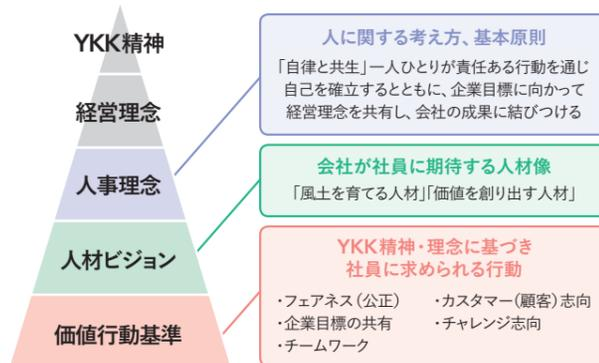 YKK精神
経営理念
人事理念
人材ビジョン
価値行動基準
人に関する考え方、基本原則
「自律と共生」一人ひとりが責任ある行動を通じ
自己を確立するとともに、企業目標に向かって
経営理念を共有し、会社の成果に結びつける
会社が社員に期待する人材像
「風土を育てる人材」「価値を創り出す人材」
YKK精神・理念に基づき
社員に求められる行動
・フェアネス（公正）
・企業目標の共有
・チームワーク
・カスタマー（顧客）志向
・チャレンジ志向